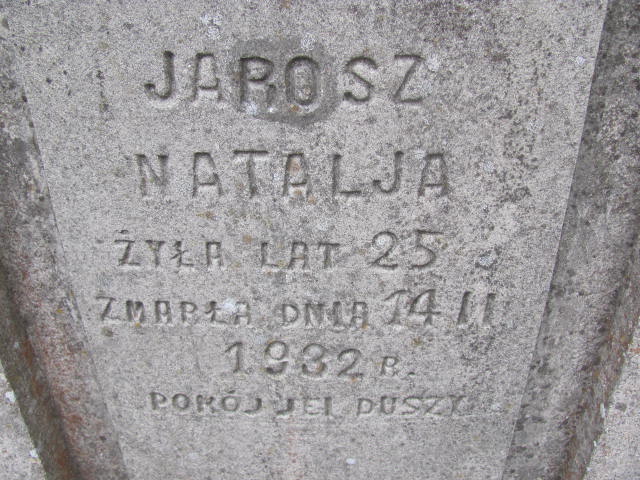 JAROSZ
NATALJA
ŻYŁA LAT 25
ZMARŁA DNIA 14 II
1932 R.
POKÓJ JEJ DUSZY